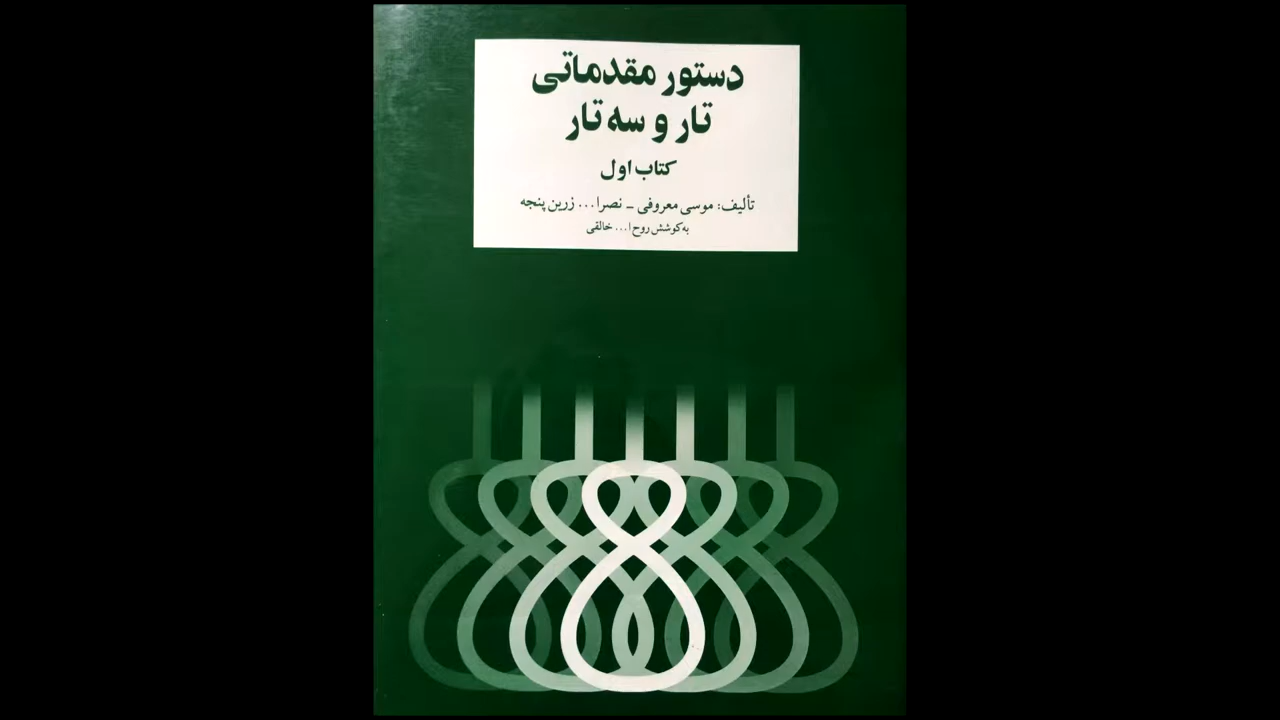 دستور مقدماتی
تار و سه تار
کتاب اول
تألیف: موسی معروفی - نصرا... زرین پنجه
به کوشش روح ا... خالقی